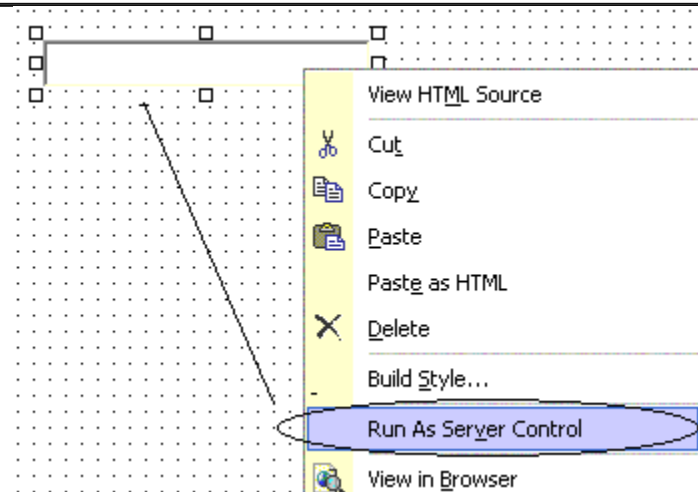 View HTML Source
Cut
Copy
Paste
Paste as HTML
Delete
Build Style...
Run As Server Control
View in Browser